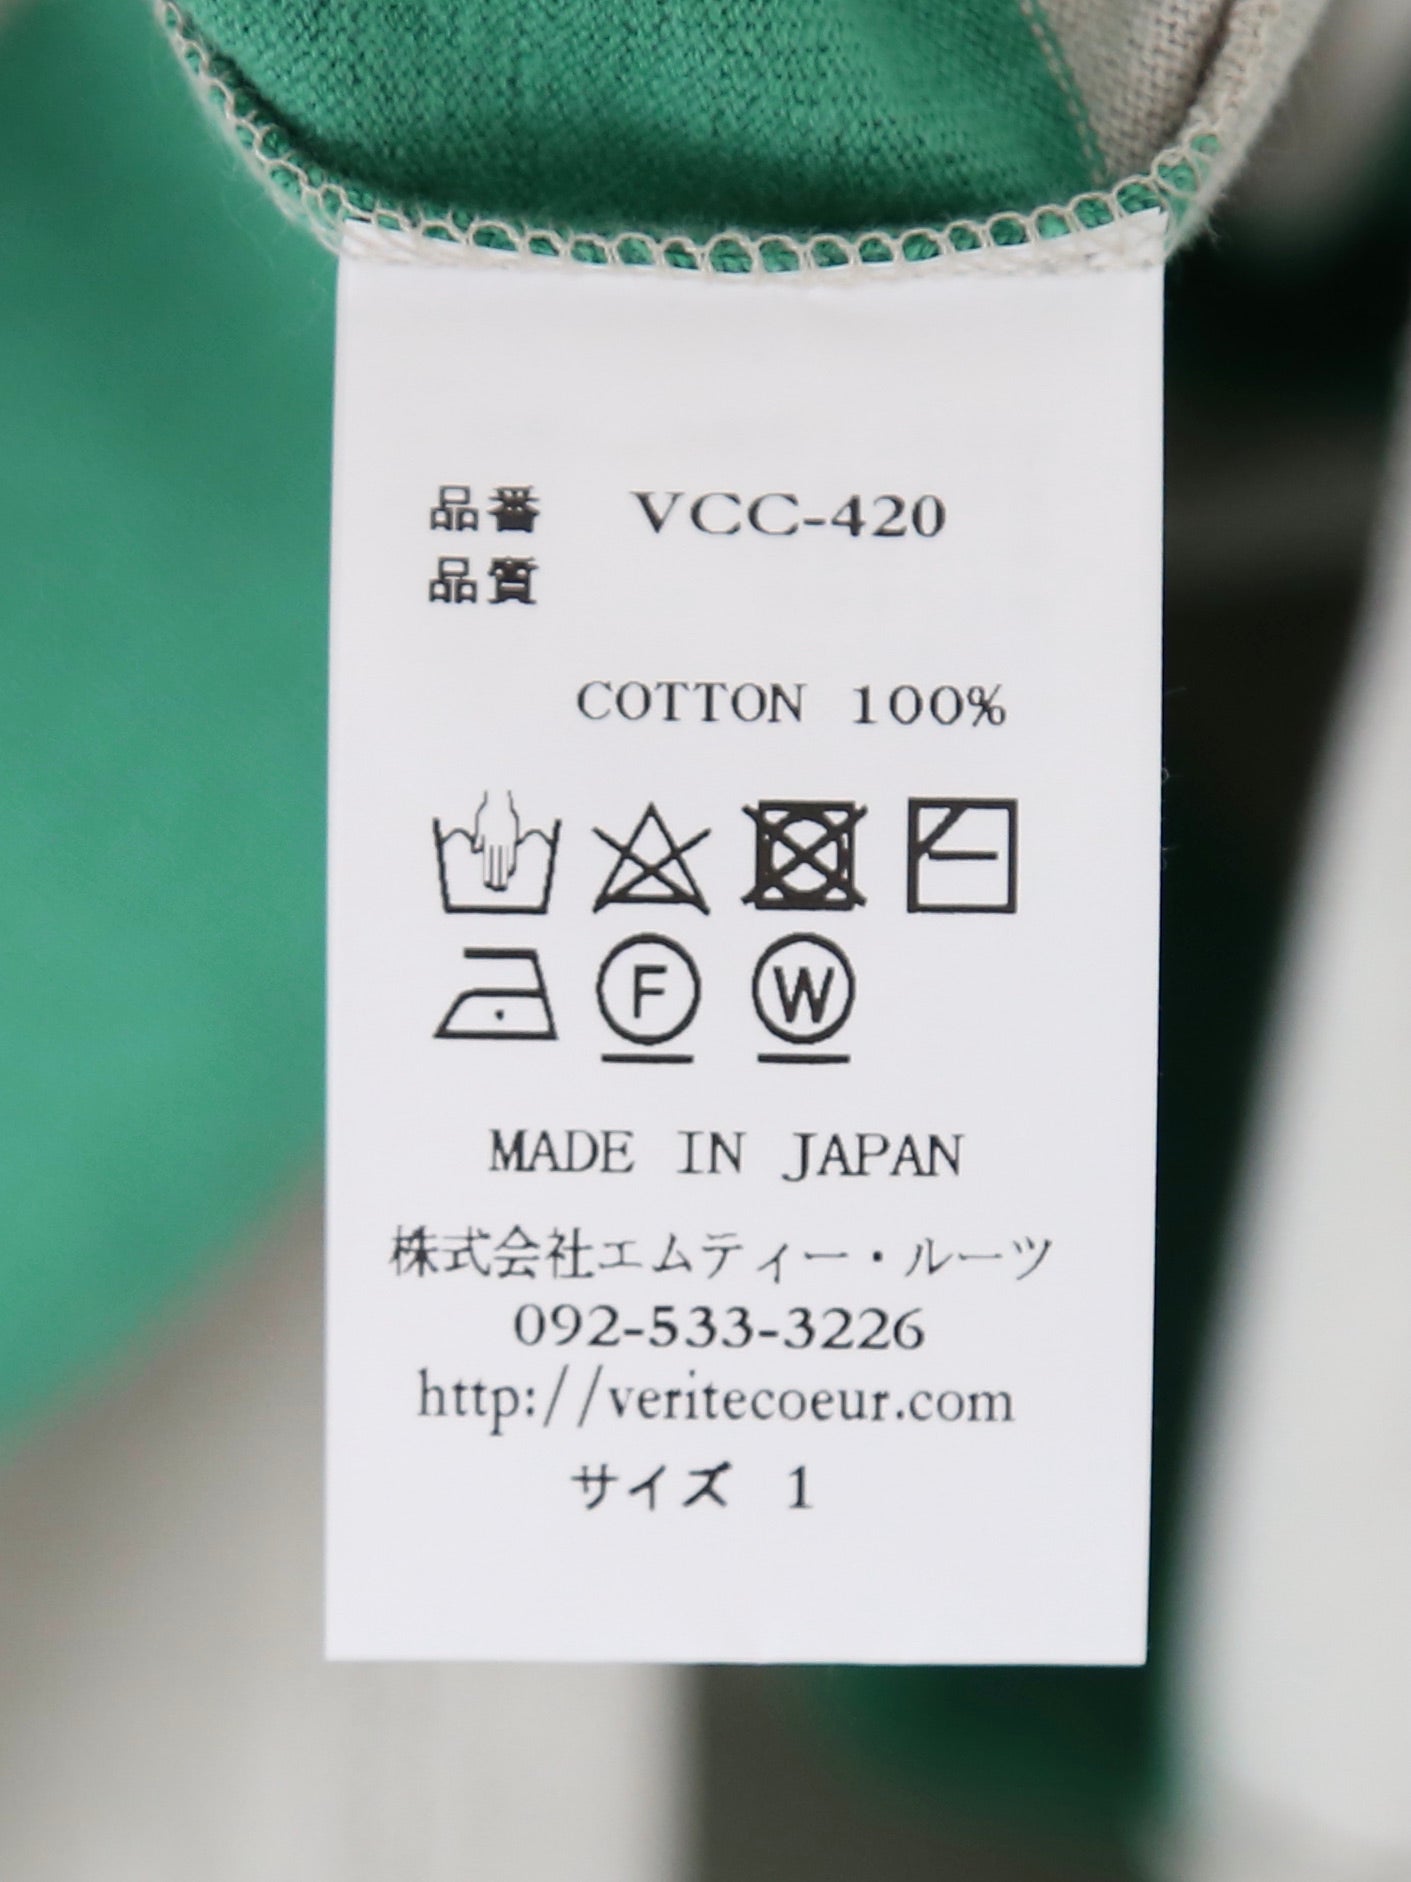 品番 VCC-420
品質
COTTON 100%
F W
MADE IN JAPAN
株式会社エムティー・ルーツ
092-533-3226
http://veritecoeur.com
サイズ 1